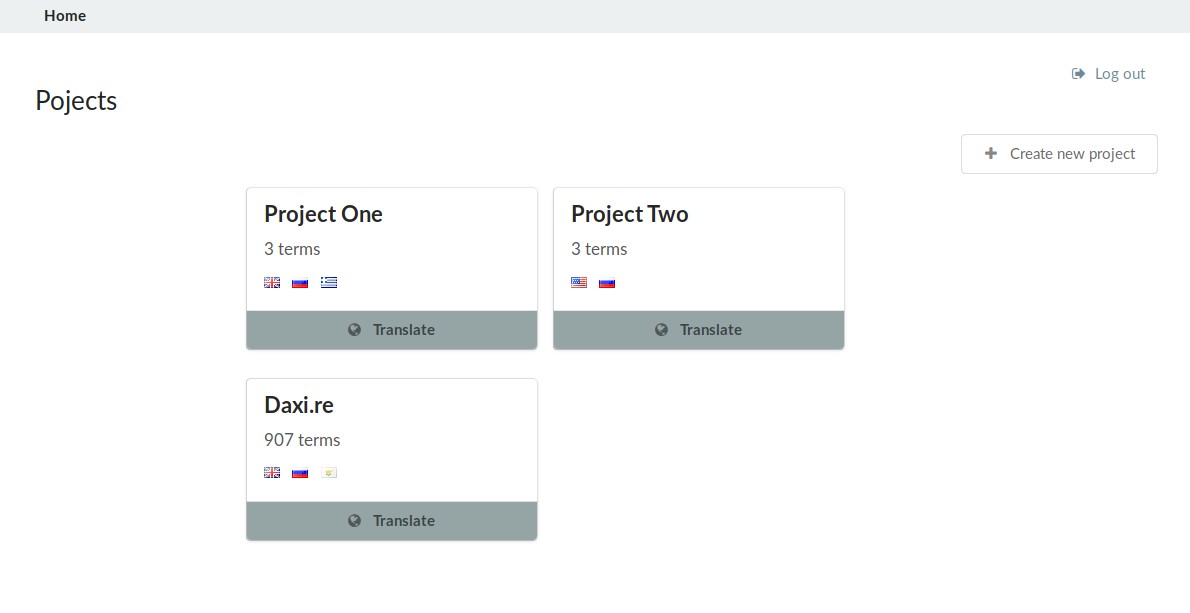 Home
Log out
Pojects
Create new project
Project One
3 terms
Translate
Project Two
3 terms
Translate
Daxi.re
907 terms
Translate